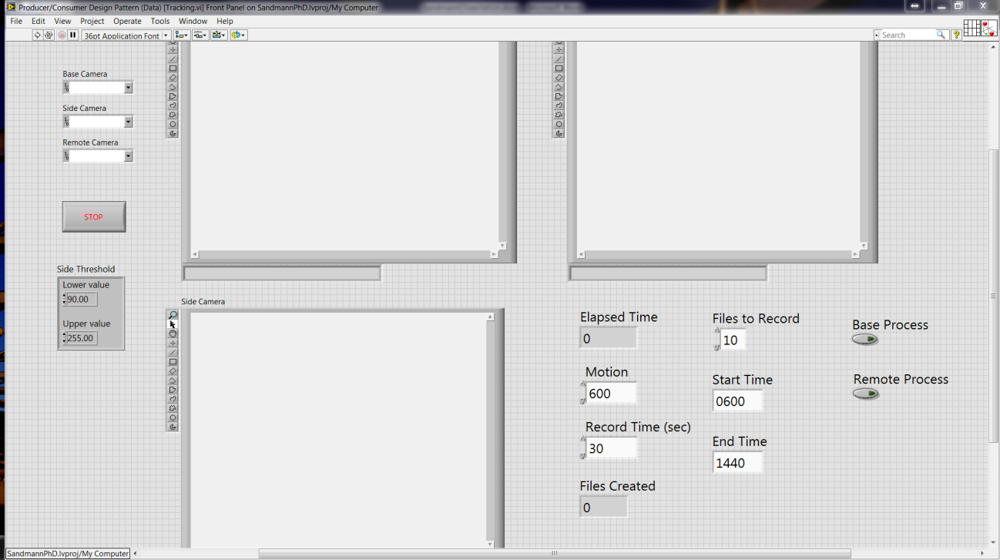 Producer/Consumer Design Pattern (Data) [Tracking.vi] Front Panel on SandmannPhD.lvproj/My Computer
File Edit View Project Operate Tools Window Help
36pt Application Font
Search
?
Base Camera
Side Camera
Remote Camera
STOP
Side Threshold
Lower value
90.00
Upper value
255.00
Side Camera
Elapsed Time
0
Motion
600
Record Time (sec)
30
Files Created
0
Files to Record
10
Start Time
0600
End Time
1440
Base Process
Remote Process
SandmannPhD.lvproj/My Computer